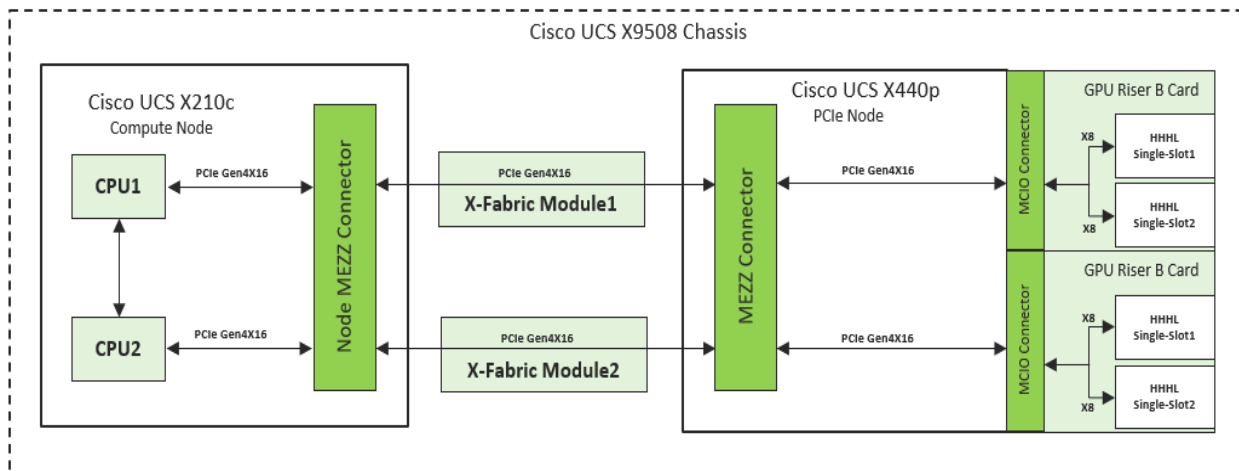 Cisco UCS X9508 Chassis
Cisco UCS X210c
Compute Node
CPU1
PCIe Gen4X16
CPU2
PCIe Gen4X16
Node MEZZ Connector
PCIe Gen4X16
X-Fabric Module1
PCIe Gen4X16
X-Fabric Module2
Cisco UCS X440p
PCIe Node
MEZZ Connector
PCIe Gen4X16
PCIe Gen4X16
MCIO Connector
GPU Riser B Card
X8
HHHL
Single-Slot1
X8
HHHL
Single-Slot2
MCIO Connector
GPU Riser B Card
X8
HHHL
Single-Slot1
X8
HHHL
Single-Slot2